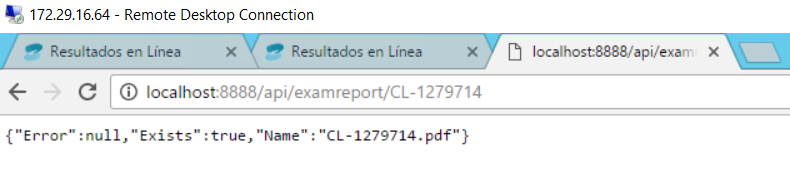 172.29.16.64 - Remote Desktop Connection
Resultados en Línea
Resultados en Línea
localhost:8888/api/exam
localhost:8888/api/examreport/CL-1279714
{"Error":null,"Exists":true,"Name":"CL-1279714.pdf"}